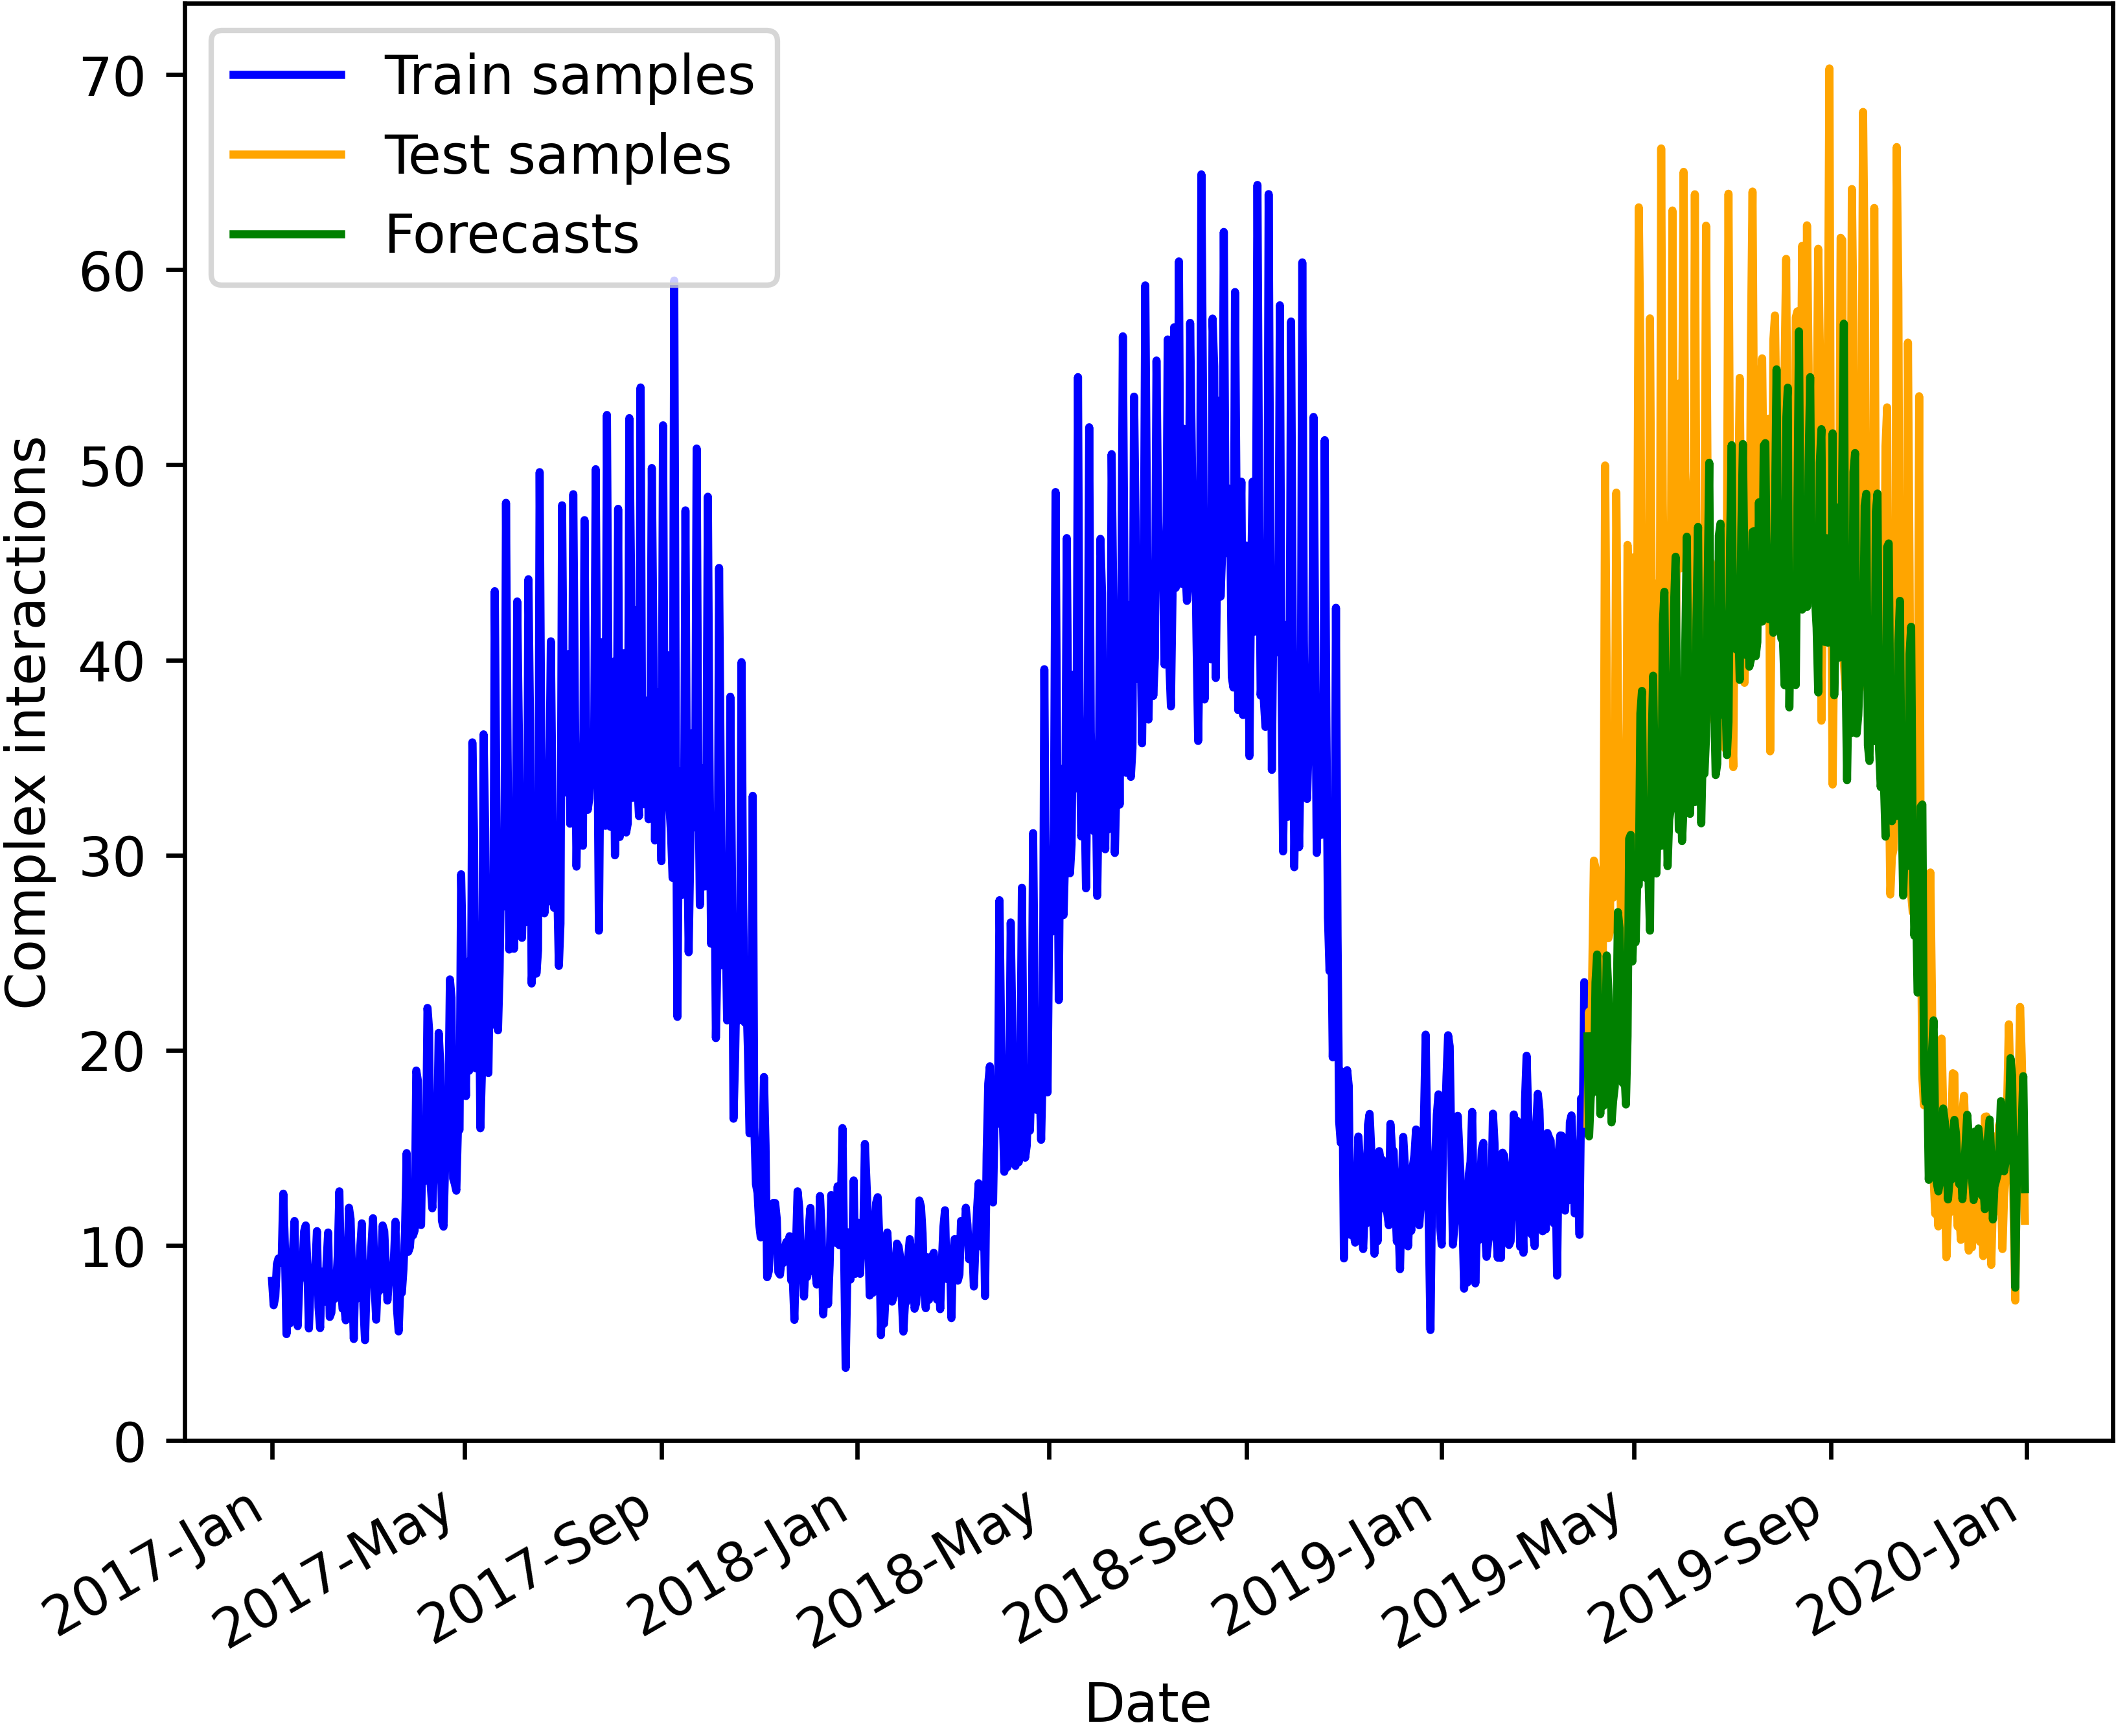 Train samples
Test samples
Forecasts
70
60
50
40
30
20
10
0
Complex interactions
2017-Jan
2017-May
2017-Sep
2018-Jan
2018-May
2018-Sep
2019-Jan
2019-May
2019-Sep
2020-Jan
Date